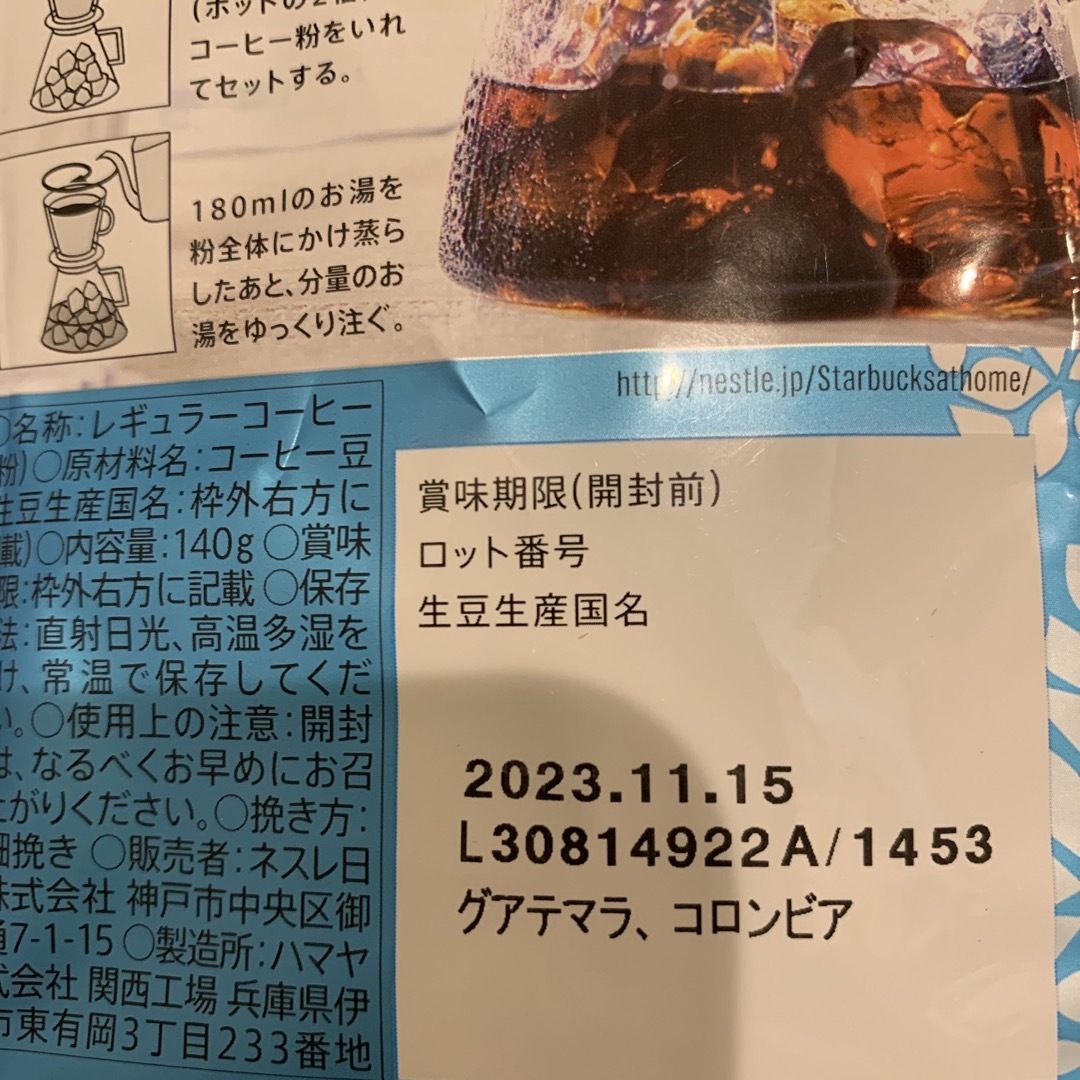 コーヒー粉をいれ
てセットする。
180mlのお湯を
粉全体にかけ蒸ら
したあと、分量のお
湯をゆっくり注ぐ。
http://nestle.jp/Starbucksathome/
○名称:レギュラーコーヒー
粉)○原材料名:コーヒー豆
生豆生産国名:枠外右方に
載)○内容量:140g ○賞味
限:枠外右方に記載 ○保存
法:直射日光、高温多湿を
け、常温で保存してくだ
い。○使用上の注意:開封
は、なるべくお早めにお召
上がりください。○挽き方:
細挽き ○販売者:ネスレ日
株式会社 神戸市中央区御
通7-1-15 ○製造所:ハマヤ
式会社 関西工場 兵庫県伊
市東有岡3丁目233番地
賞味期限(開封前)
ロット番号
生豆生産国名
2023.11.15
L30814922A/1453
グアテマラ、コロンビア